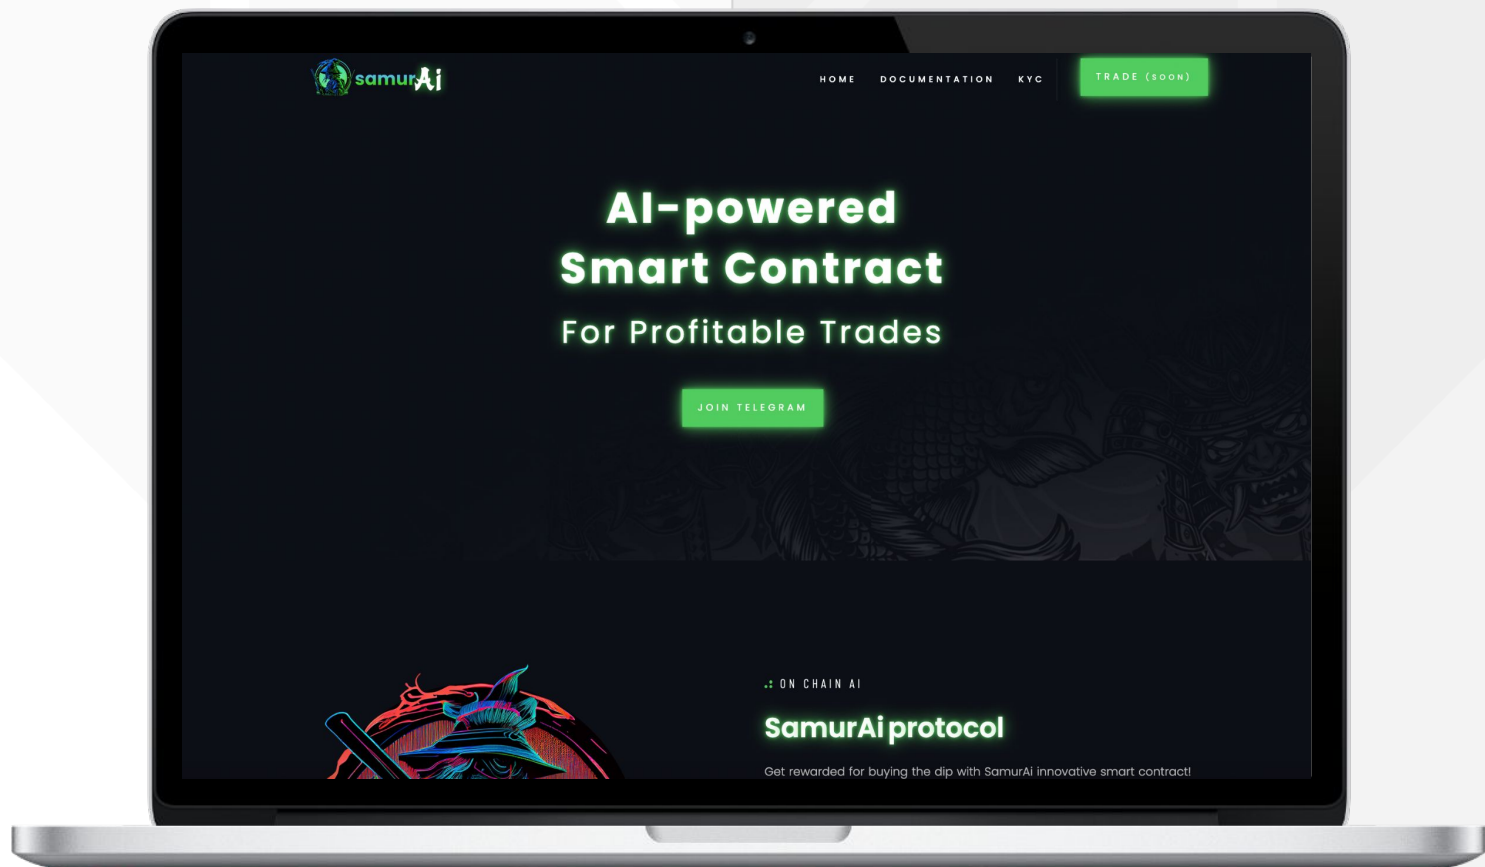 samurAi
HOME DOCUMENTATION KYC TRADE (SOON)
AI-powered
Smart Contract
For Profitable Trades
JOIN TELEGRAM
ON CHAIN AI
SamurAi protocol
Get rewarded for buying the dip with SamurAi innovative smart contract!